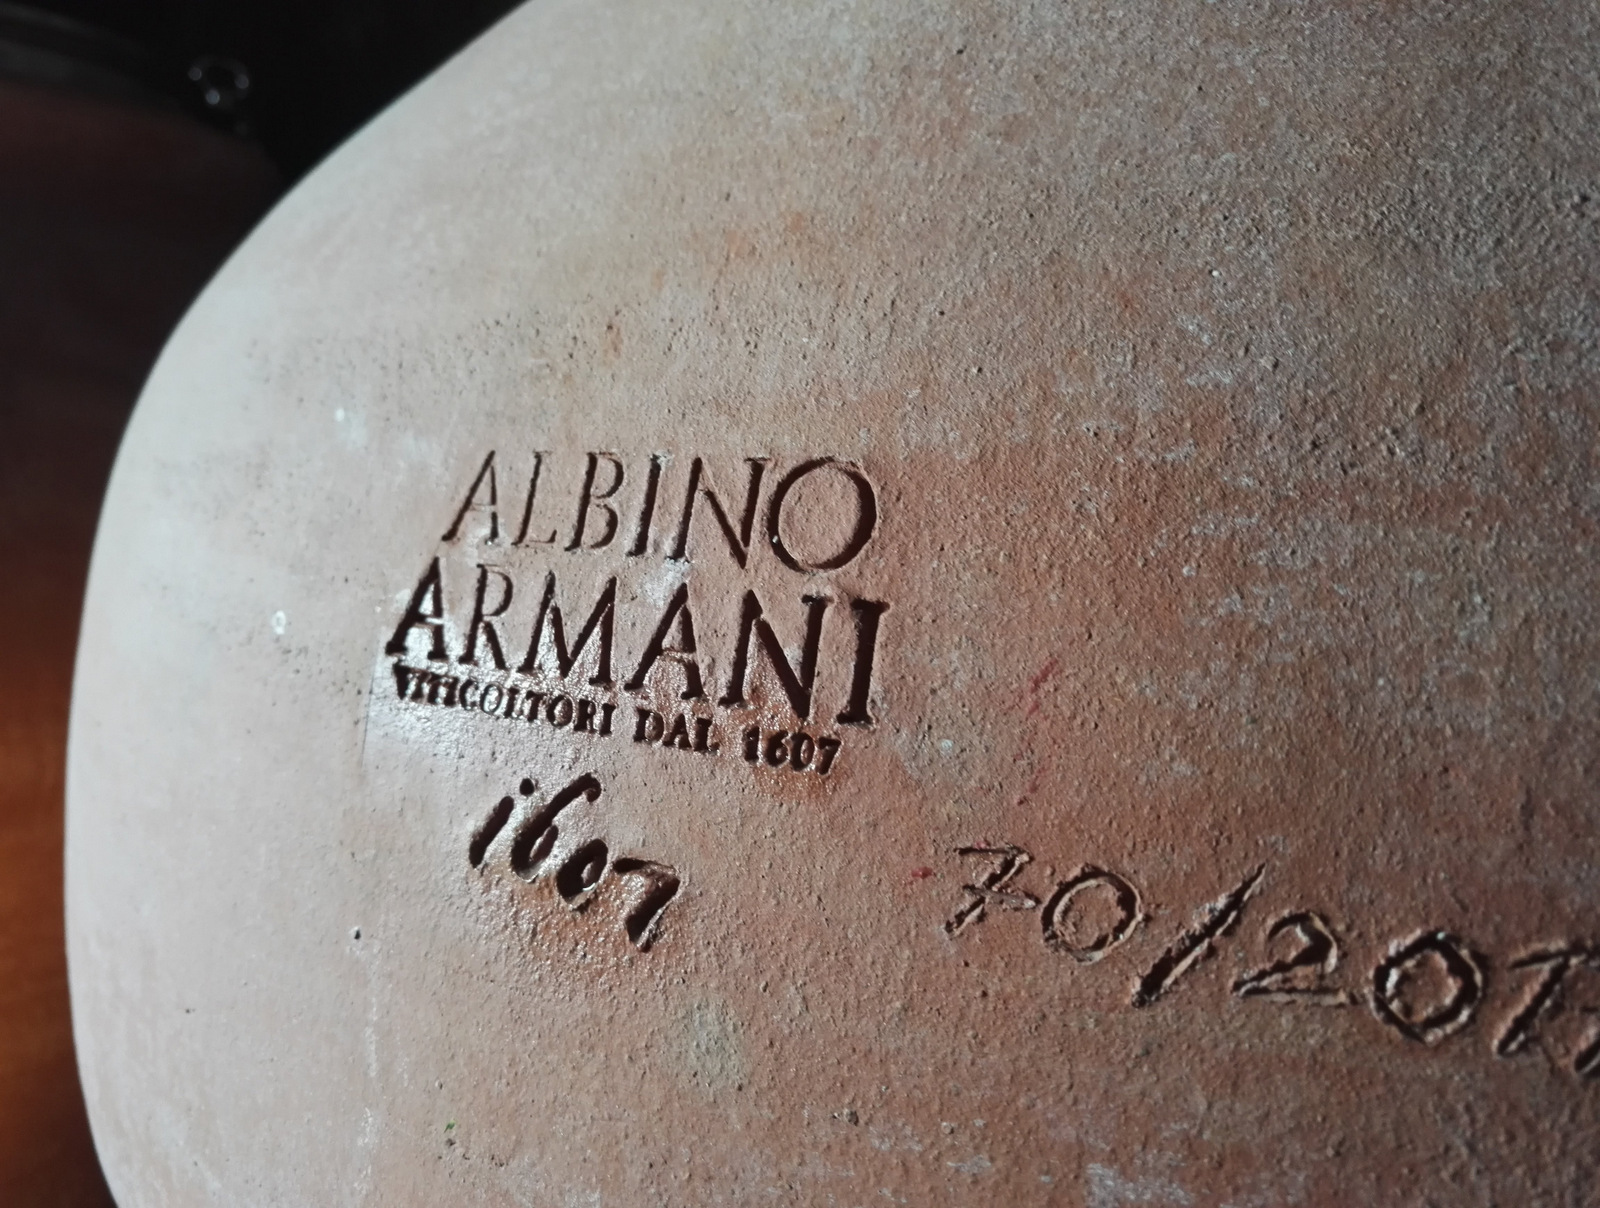 ALBINO
ARMANI
VITICOLTORI DAL 1607
1607